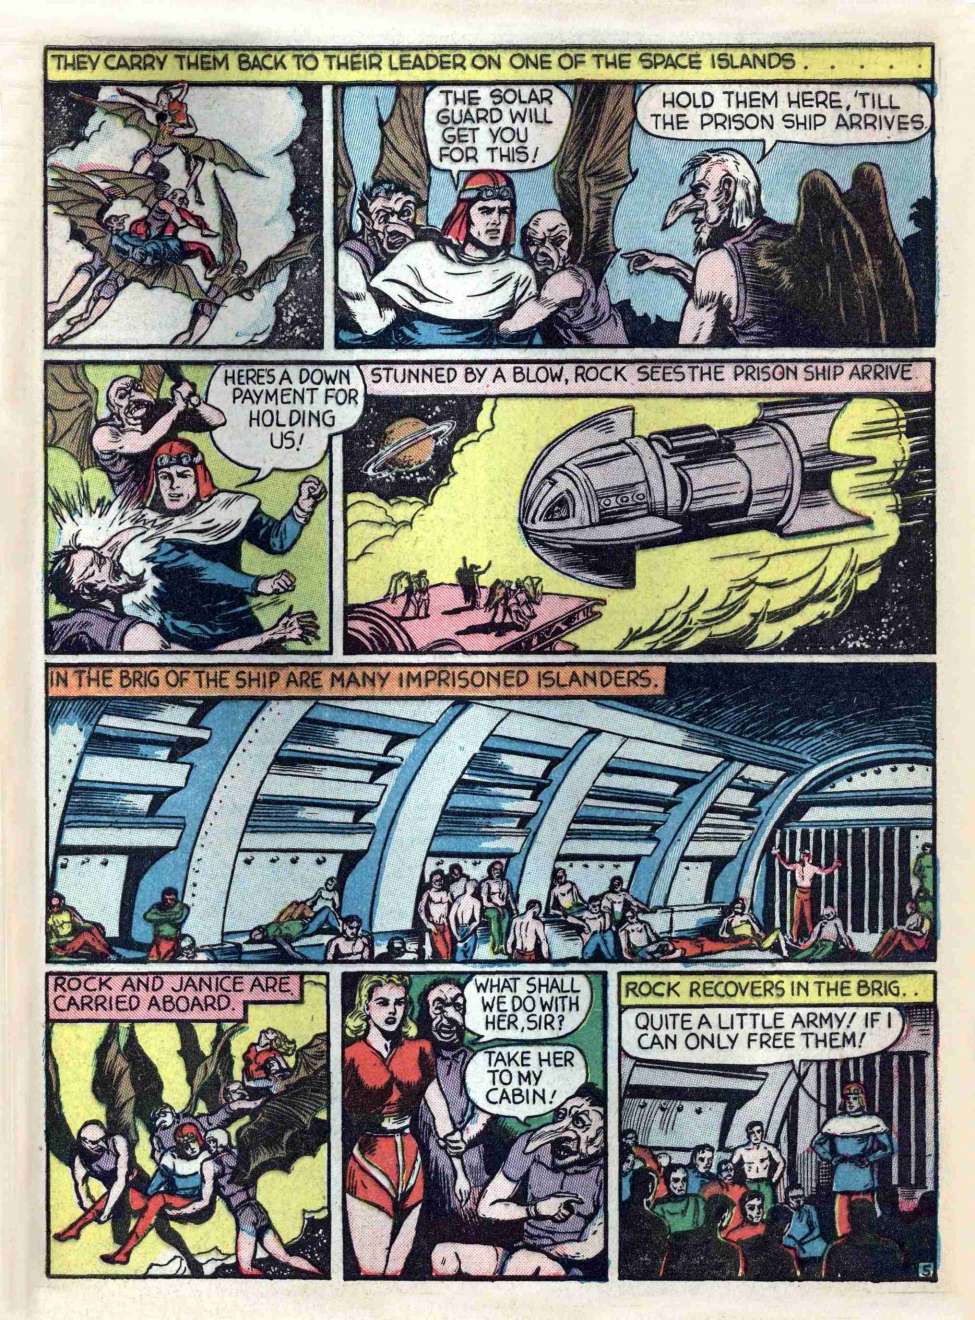 THEY CARRY THEM BACK TO THEIR LEADER ON ONE OF THE SPACE ISLANDS . . . . . .
THE SOLAR
GUARD WILL
GET YOU
FOR THIS!
HOLD THEM HERE, 'TILL
THE PRISON SHIP ARRIVES.
HERE'S A DOWN
PAYMENT FOR
HOLDING
US!
STUNNED BY A BLOW, ROCK SEES THE PRISON SHIP ARRIVE.
IN THE BRIG OF THE SHIP ARE MANY IMPRISONED ISLANDERS.
ROCK AND JANICE ARE
CARRIED ABOARD.
WHAT SHALL
WE DO WITH
HER, SIR?
TAKE HER
TO MY
CABIN!
ROCK RECOVERS IN THE BRIG. .
QUITE A LITTLE ARMY! IF I
CAN ONLY FREE THEM!
5